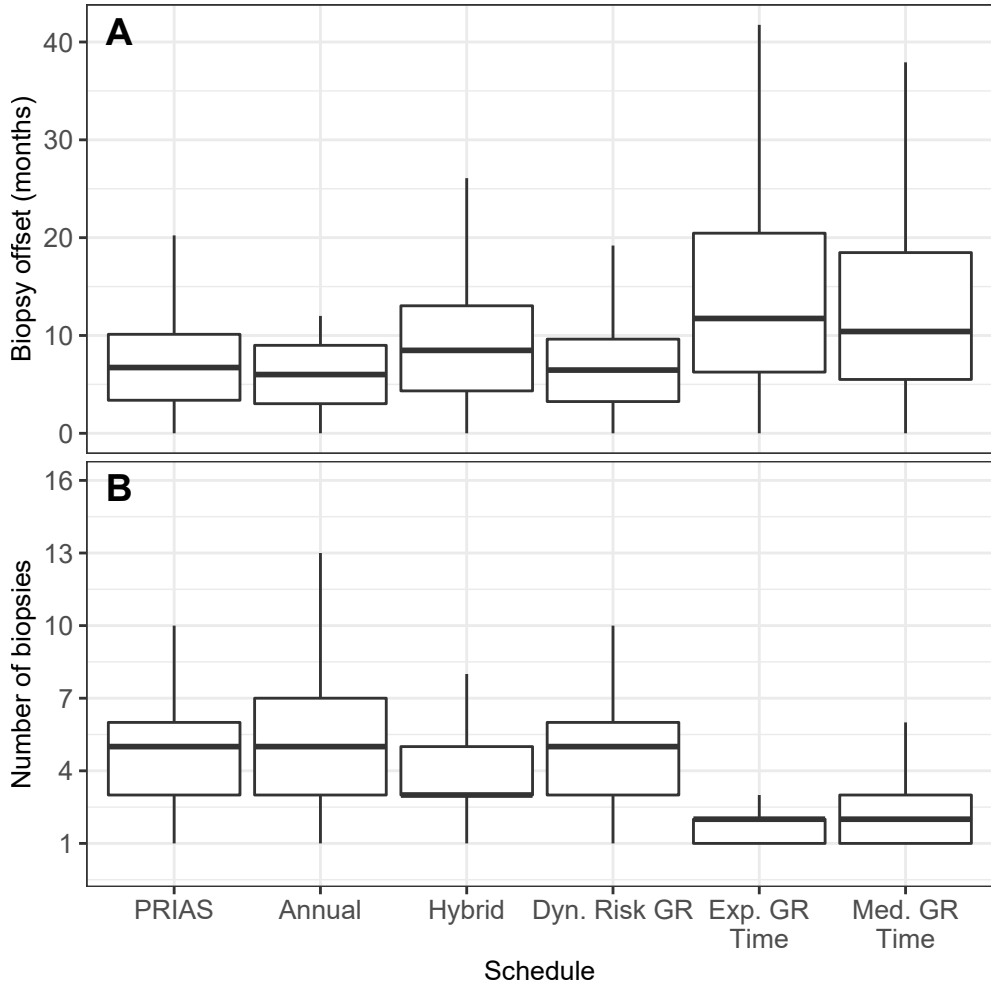 A
40
30
20
10
0
Biopsy offset (months)
B
16
13
10
7
4
1
Number of biopsies
PRIAS Annual Hybrid Dyn. Risk GR Exp. GR Med. GR
Time Time
Schedule